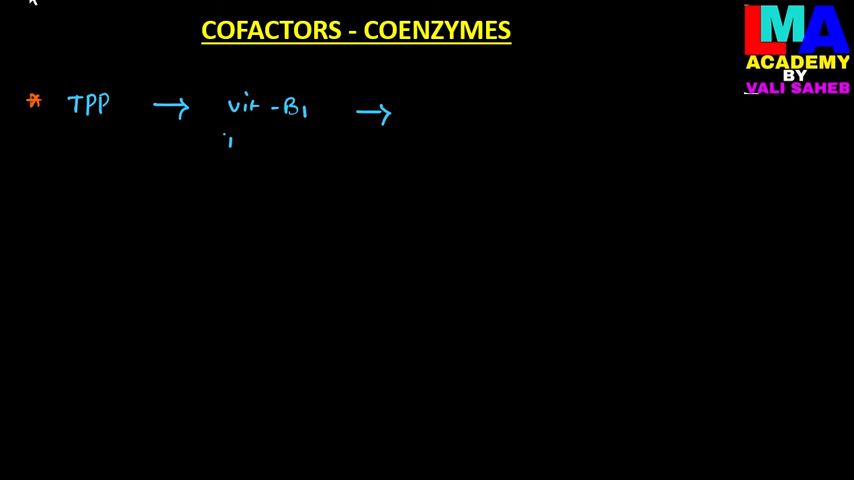 COFACTORS - COENZYMES
LMA
ACADEMY
BY
VALI SAHEB
* TPP → vit - B1 →